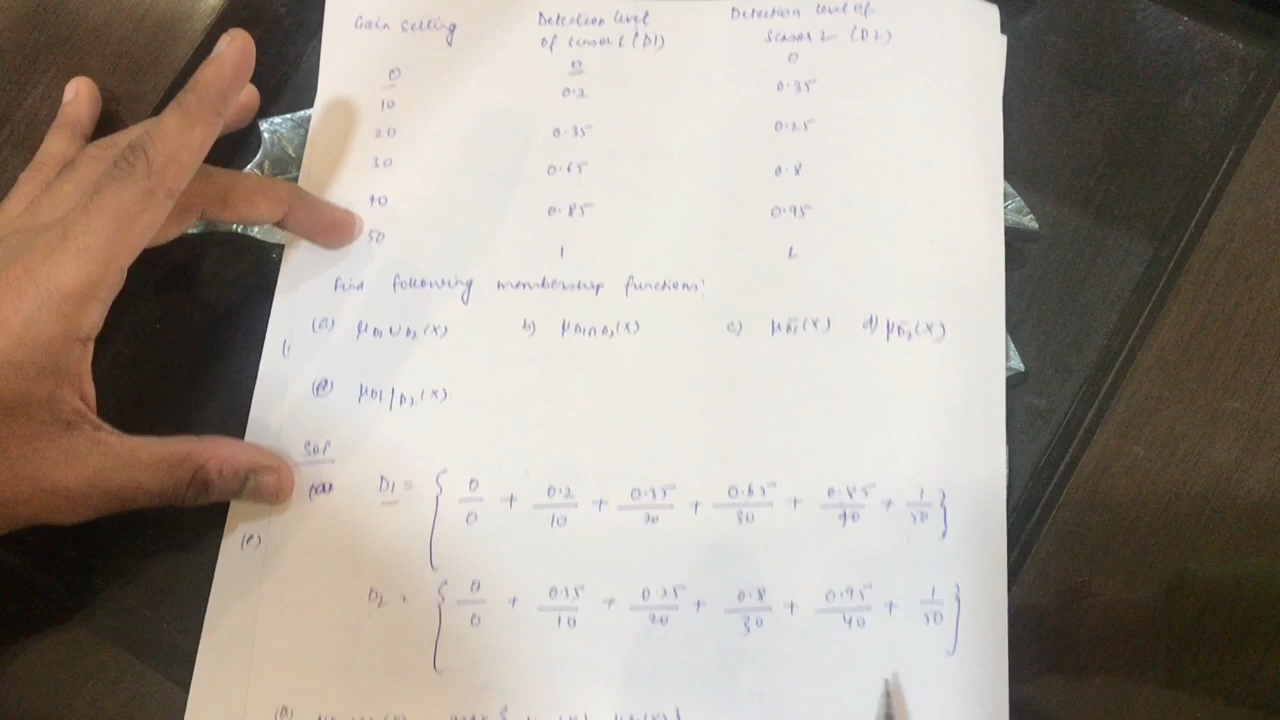 Gain setting Detection level Detection level of
of sensor 1 (D1) sensor 2 (D2)
0 0 0
10 0.2 0.35
20 0.35 0.25
30 0.65 0.8
40 0.85 0.95
50 1 1
Find following membership functions:
(a) μD1∪D2(x) b) μD1∩D2(x) c) μD̅1(x) d) μD̅2(x)
(e) μD1/D2(x).
Sol
(a) D1 = { 0/0 + 0.2/10 + 0.35/20 + 0.65/30 + 0.85/40 + 1/50 }
(e)
D2 = { 0/0 + 0.35/10 + 0.25/20 + 0.8/30 + 0.95/40 + 1/50 }
(a)